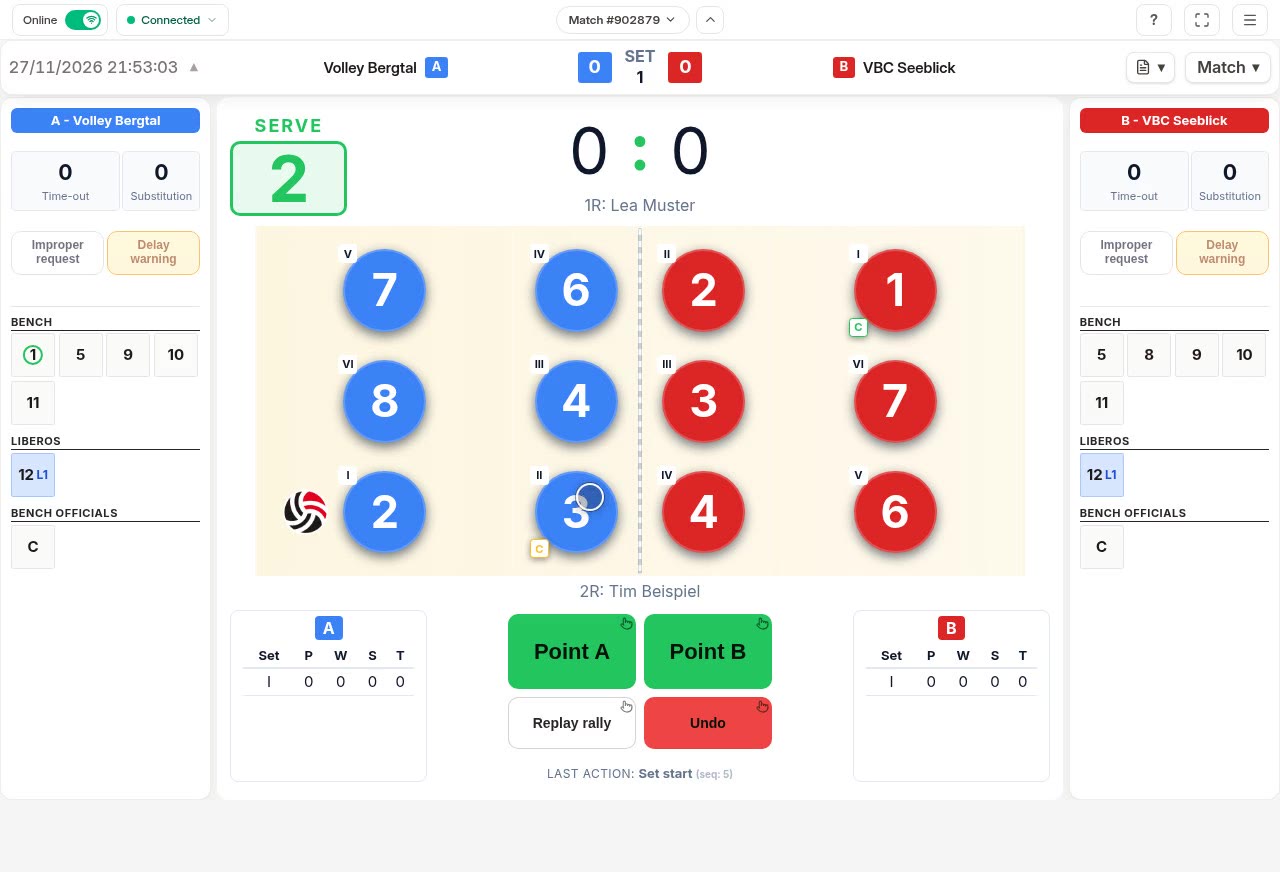 Online
Connected
Match #902879
?
27/11/2026 21:53:03 ▲
Volley Bergtal A
0 SET 0
1
B VBC Seeblick
▾
Match ▾
A - Volley Bergtal
0
Time-out
0
Substitution
Improper request
Delay warning
BENCH
1 5 9 10
11
LIBEROS
12 L1
BENCH OFFICIALS
C
SERVE
2
0 : 0
1R: Lea Muster
V 7
IV 6
II 2
I 1
C
VI 8
III 4
III 3
VI 7
I 2
II 3
C
IV 4
V 6
2R: Tim Beispiel
A
Set P W S T
I 0 0 0 0
Point A
Point B
Replay rally
Undo
LAST ACTION: Set start (seq: 5)
B
Set P W S T
I 0 0 0 0
B - VBC Seeblick
0
Time-out
0
Substitution
Improper request
Delay warning
BENCH
5 8 9 10
11
LIBEROS
12 L1
BENCH OFFICIALS
C